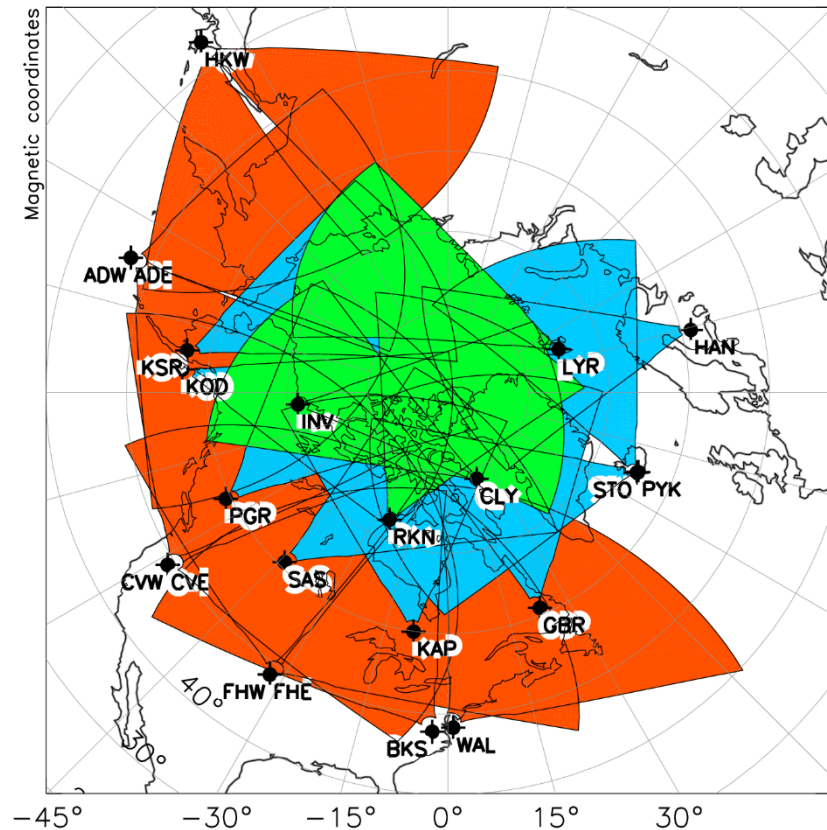 Magnetic coordinates
HKW
ADW ADE
KSR
KOD
HAN
LYR
INV
CLY
STO PYK
PGR
RKN
CVW CVE
SAS
GBR
KAP
FHW FHE
40°
BKS WAL
-45° -30° -15° 0° 15° 30°